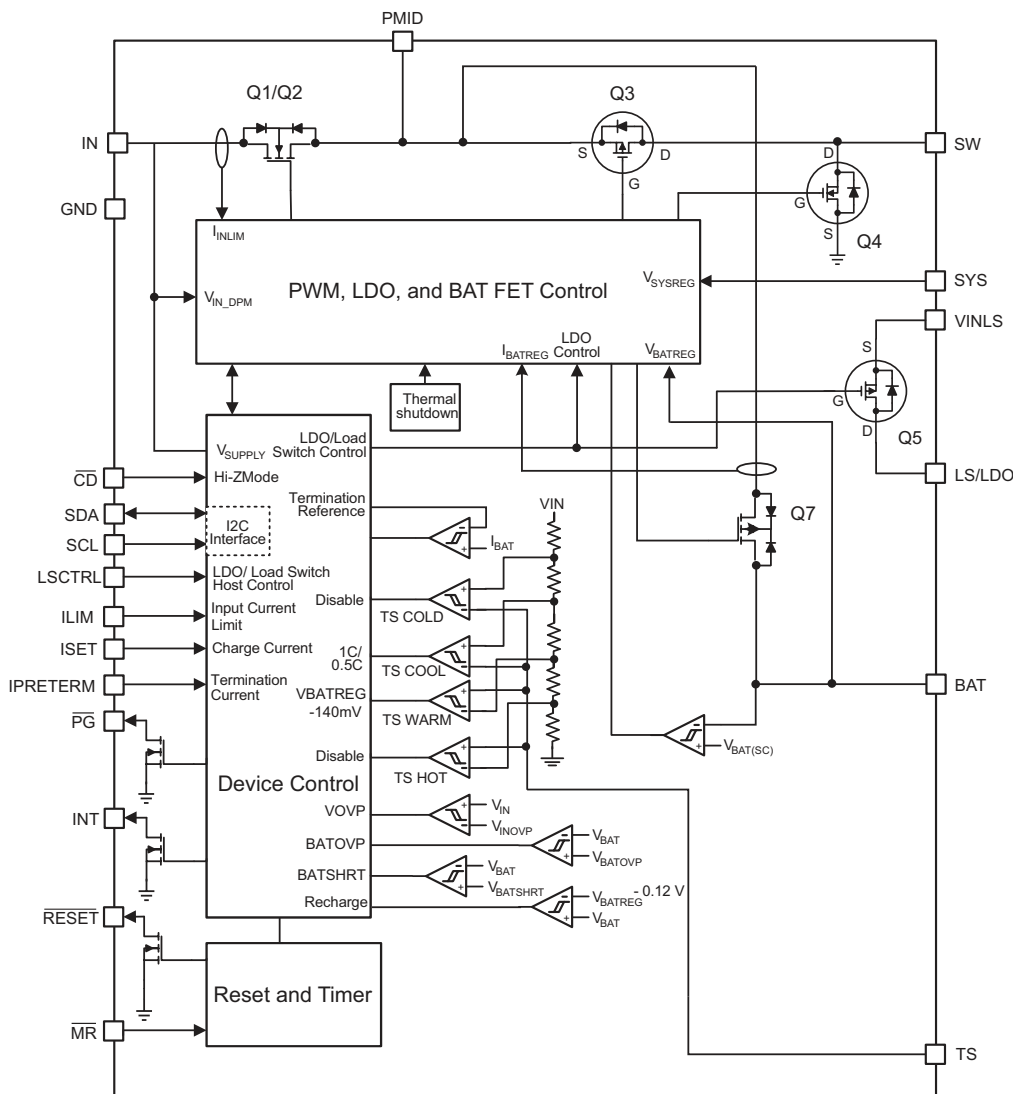 PMID
Q1/Q2
Q3
IN
S
D
SW
D
G
G
GND
S
Q4
IINLIM
PWM, LDO, and BAT FET Control
VSYSREG
SYS
VIN_DPM
VINLS
IBATREG
LDO
Control
VBATREG
S
Thermal
shutdown
G
D
Q5
VSUPPLY
LDO/Load
Switch Control
LS/LDO
CD
Hi-ZMode
SDA
I2C
Interface
Termination
Reference
VIN
Q7
SCL
IBAT
LSCTRL
LDO/ Load Switch
Host Control
Disable
TS COLD
ILIM
Input Current
Limit
ISET
Charge Current
1C/
0.5C
TS COOL
IPRETERM
Termination
Current
VBATREG
-140mV
TS WARM
BAT
PG
VBAT(SC)
Disable
TS HOT
Device Control
INT
VOVP
VIN
VINOVP
BATOVP
VBAT
VBATOVP
BATSHRT
VBAT
VBATSHRT
Recharge
VBATREG - 0.12 V
VBAT
RESET
Reset and Timer
MR
TS